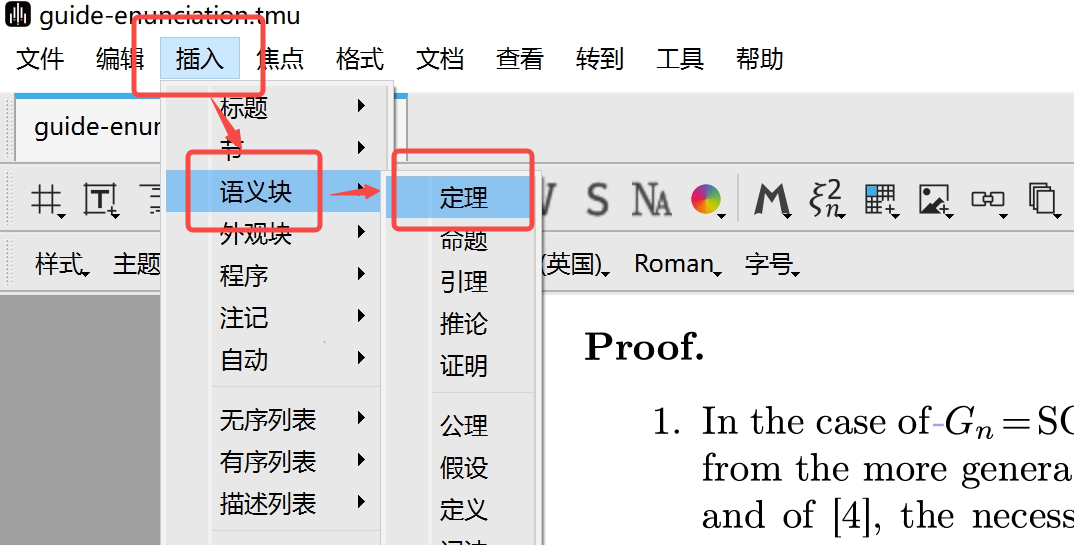 guide-enunciation.tmu
文件 编辑 插入 焦点 格式 文档 查看 转到 工具 帮助
标题
guide-enun
节
语义块
定理
S NA M
外观块
命题
样式 主题
(英国) Roman 字号
程序
引理
注记
推论
自动
证明
Proof.
无序列表
公理
1. In the case of G_n = SO
有序列表
假设
from the more genera
描述列表
定义
and of [4], the necess